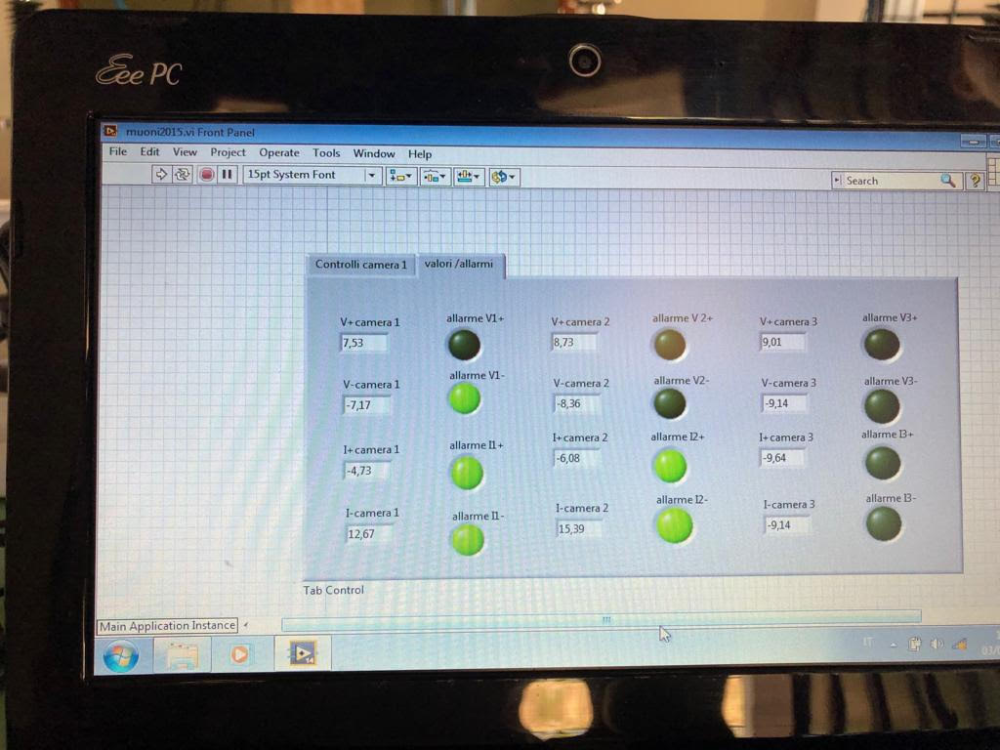 Eee PC
muoni2015.vi Front Panel
File Edit View Project Operate Tools Window Help
15pt System Font
Search
?
Controlli camera 1 valori /allarmi
V+camera 1 allarme V1+ V+camera 2 allarme V 2+ V+camera 3 allarme V3+
7,53 8,73 9,01
V-camera 1 allarme V1- V-camera 2 allarme V2- V-camera 3 allarme V3-
-7,17 -8,36 -9,14
I+camera 1 allarme I1+ I+camera 2 allarme I2+ I+camera 3 allarme I3+
-4,73 -6,08 -9,64
I-camera 1 allarme I1- I-camera 2 allarme I2- I-camera 3 allarme I3-
12,67 15,39 -9,14
Tab Control
Main Application Instance
14
IT